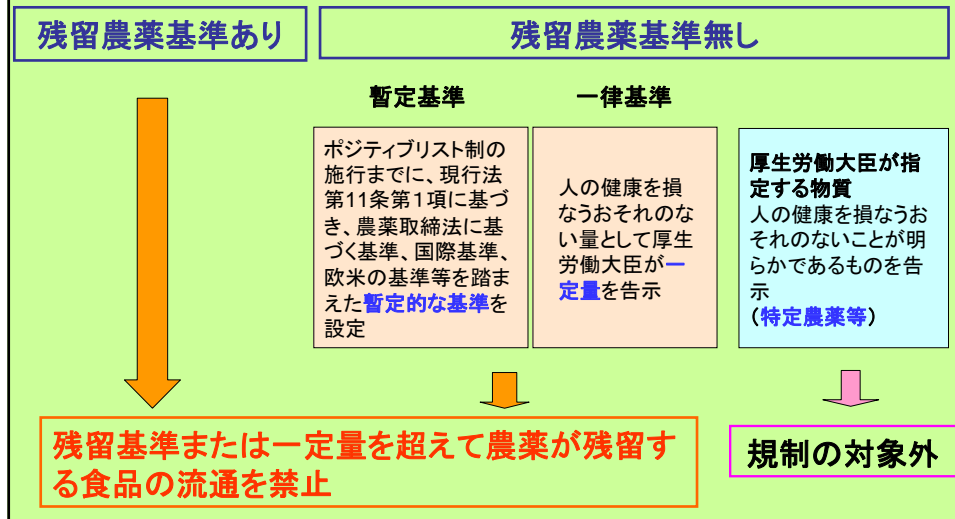 残留農薬基準あり
残留農薬基準無し
暫定基準
一律基準
ポジティブリスト制の
施行までに、現行法
第11条第1項に基づ
き、農薬取締法に基
づく基準、国際基準、
欧米の基準等を踏ま
えた暫定的な基準を
設定
人の健康を損
なうおそれのな
い量として厚生
労働大臣が一
定量を告示
厚生労働大臣が指
定する物質
人の健康を損なうお
それのないことが明
らかであるものを告
示
（特定農薬等）
残留基準または一定量を超えて農薬が残留す
る食品の流通を禁止
規制の対象外